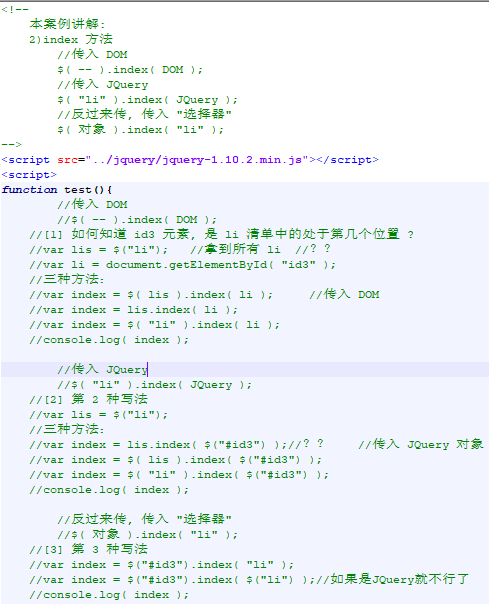 <!--
本案例讲解:
2)index 方法
//传入 DOM
$( -- ).index( DOM );
//传入 JQuery
$( "li" ).index( JQuery );
//反过来传, 传入 "选择器"
$( 对象 ).index( "li" );
-->
<script src="../jquery/jquery-1.10.2.min.js"></script>
<script>
function test(){
//传入 DOM
//$( -- ).index( DOM );
//[1] 如何知道 id3 元素, 是 li 清单中的处于第几个位置 ?
//var lis = $("li"); //拿到所有 li //？？
//var li = document.getElementById( "id3" );
//三种方法:
//var index = $( lis ).index( li ); //传入 DOM
//var index = lis.index( li );
//var index = $( "li" ).index( li );
//console.log( index );
//传入 JQuery
//$( "li" ).index( JQuery );
//[2] 第 2 种写法
//var lis = $("li");
//三种方法:
//var index = lis.index( $("#id3") );//？？ //传入 JQuery 对象
//var index = $( lis ).index( $("#id3") );
//var index = $( "li" ).index( $("#id3") );
//console.log( index );
//反过来传, 传入 "选择器"
//$( 对象 ).index( "li" );
//[3] 第 3 种写法
//var index = $("#id3").index( "li" );
//var index = $("#id3").index( $("li") );//如果是JQuery就不行了
//console.log( index );